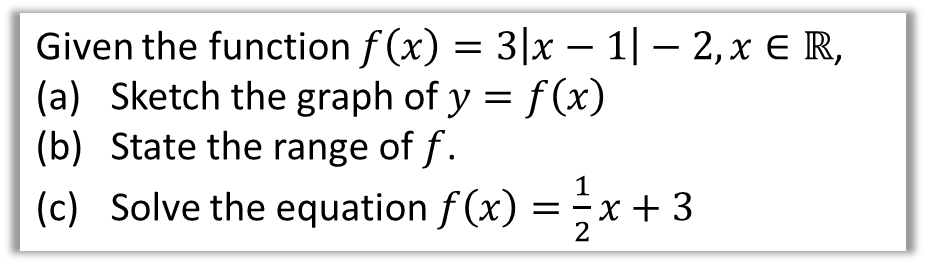 Given the function 𝑓(𝑥) = 3|𝑥 − 1| − 2, 𝑥 ∈ ℝ,
(a) Sketch the graph of 𝑦 = 𝑓(𝑥)
(b) State the range of 𝑓.
(c) Solve the equation 𝑓(𝑥) = 1/2 𝑥 + 3